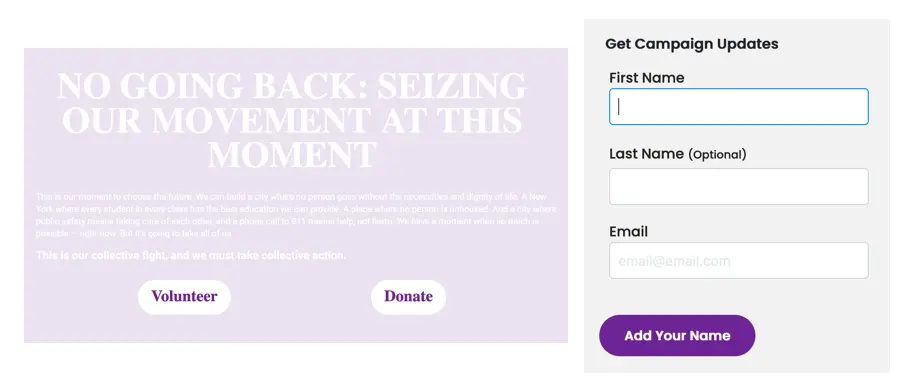 NO GOING BACK: SEIZING
OUR MOVEMENT AT THIS
MOMENT
This is our moment to choose the future. We can build a city where no person goes without the necessities and dignity of life. A New
York where every student in every class has the best education we can provide. A place where no person is unhoused. And a city where
public safety means taking care of each other, and a phone call to 911 means help, not harm. We have a moment when so much is
possible — right now. But it's going to take all of us.
This is our collective fight, and we must take collective action.
Volunteer
Donate
Get Campaign Updates
First Name
Last Name (Optional)
Email
email@email.com
Add Your Name